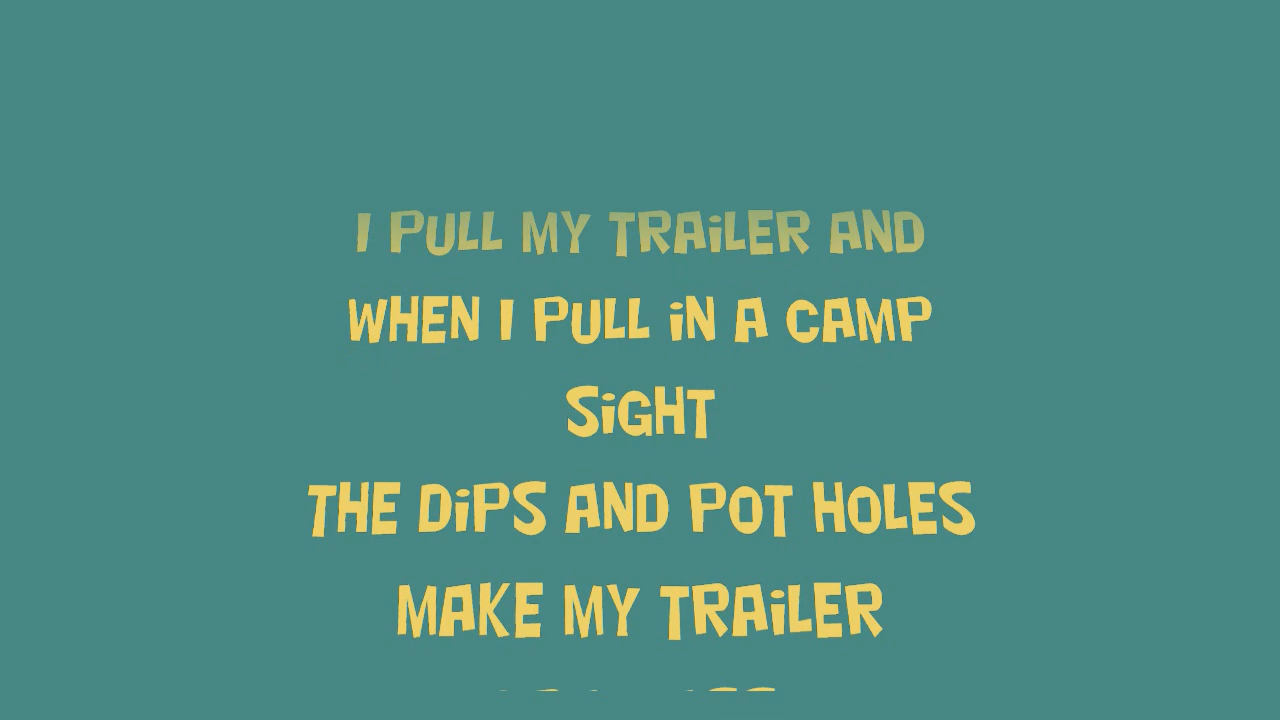 I PULL MY TRAiLER AND
WHEN I PULL iN A CAMP
SiGHT
THE DiPS AND POT HOLES
MAKE MY TRAiLER